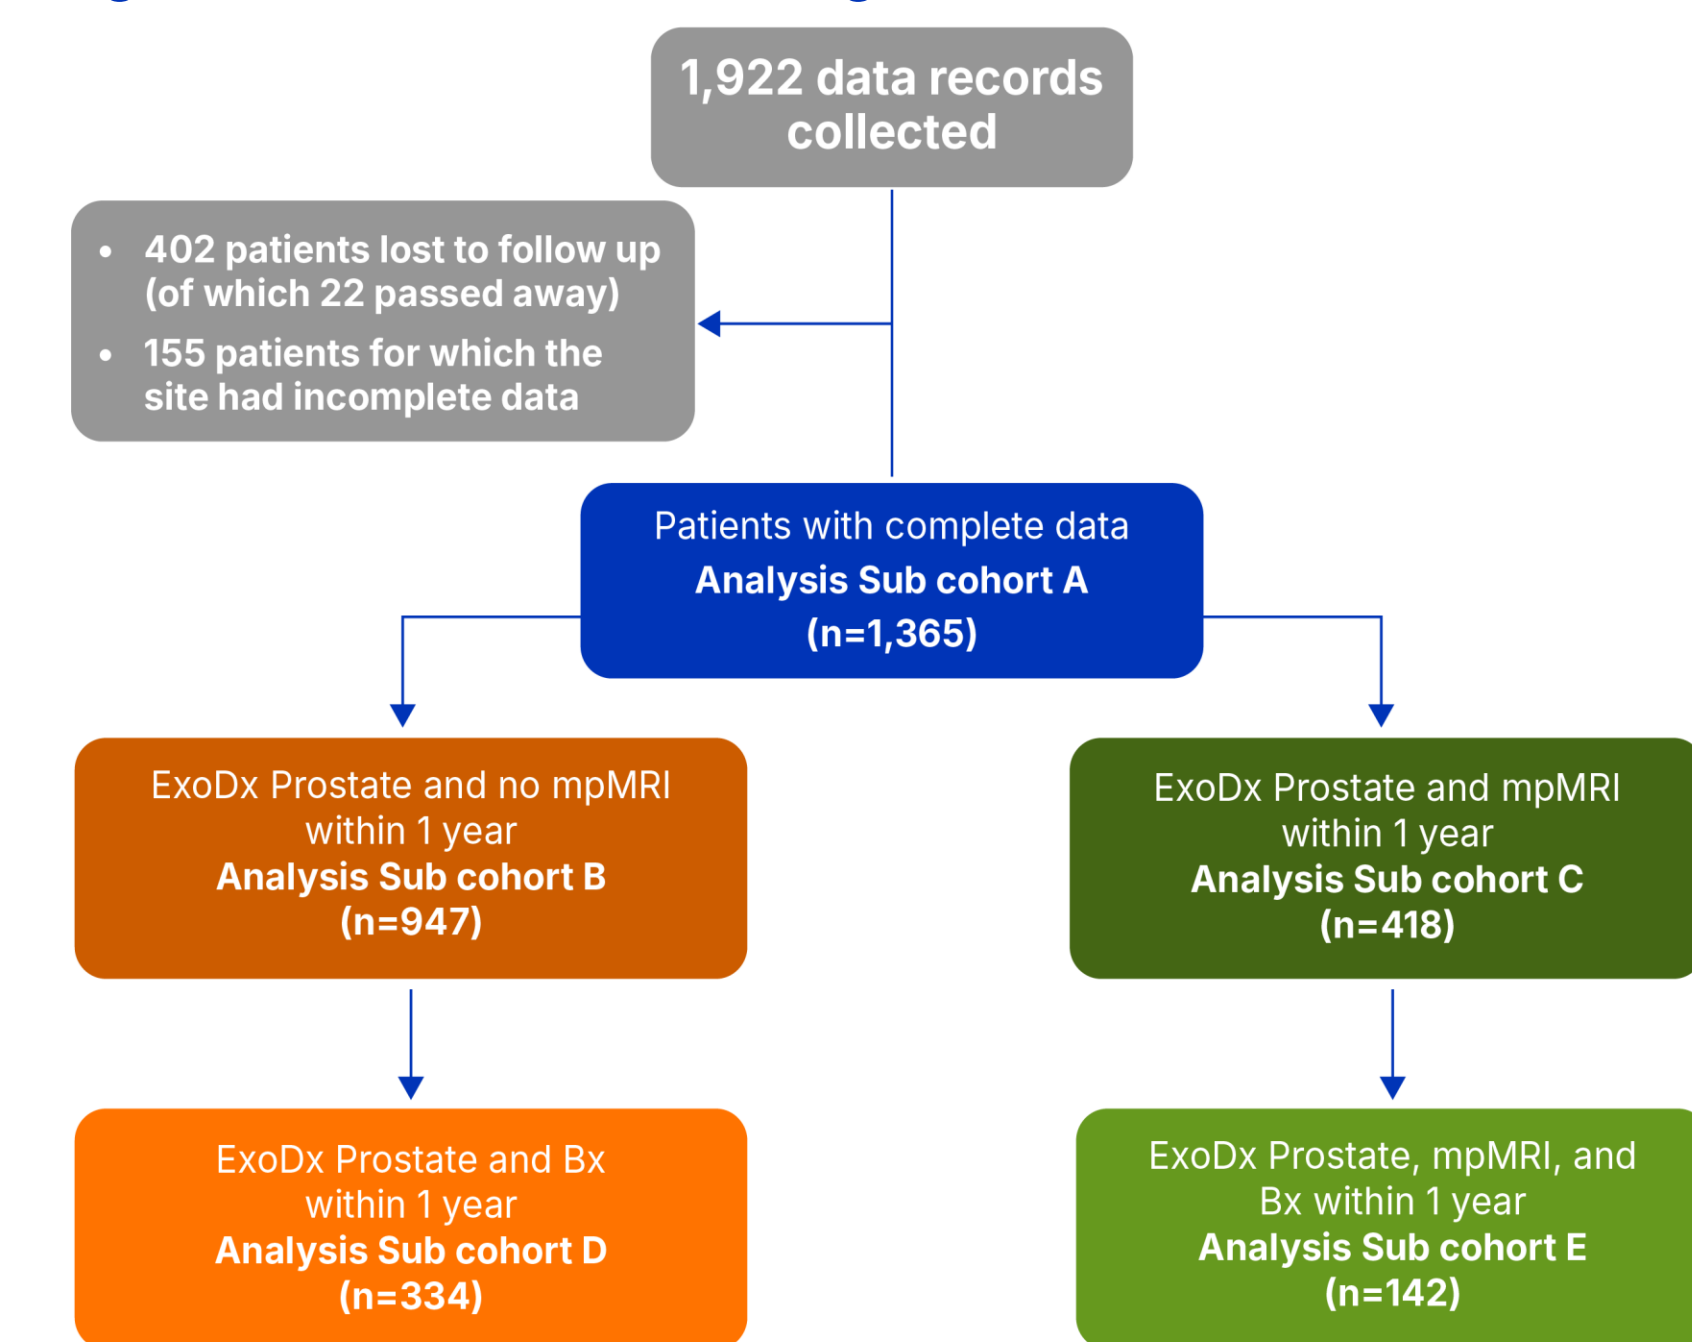 1,922 data records
collected
• 402 patients lost to follow up
(of which 22 passed away)
• 155 patients for which the
site had incomplete data
Patients with complete data
Analysis Sub cohort A
(n=1,365)
ExoDx Prostate and no mpMRI
within 1 year
Analysis Sub cohort B
(n=947)
ExoDx Prostate and mpMRI
within 1 year
Analysis Sub cohort C
(n=418)
ExoDx Prostate and Bx
within 1 year
Analysis Sub cohort D
(n=334)
ExoDx Prostate, mpMRI, and
Bx within 1 year
Analysis Sub cohort E
(n=142)